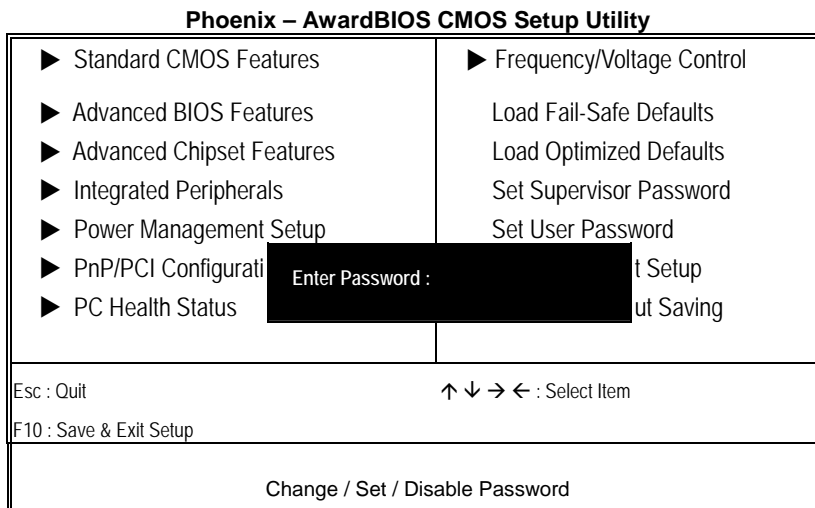 Phoenix – AwardBIOS CMOS Setup Utility
▶ Standard CMOS Features
▶ Advanced BIOS Features
▶ Advanced Chipset Features
▶ Integrated Peripherals
▶ Power Management Setup
▶ PnP/PCI Configurati
▶ PC Health Status
▶ Frequency/Voltage Control
Load Fail-Safe Defaults
Load Optimized Defaults
Set Supervisor Password
Set User Password
t Setup
ut Saving
Enter Password :
Esc : Quit
↑ ↓ → ← : Select Item
F10 : Save & Exit Setup
Change / Set / Disable Password